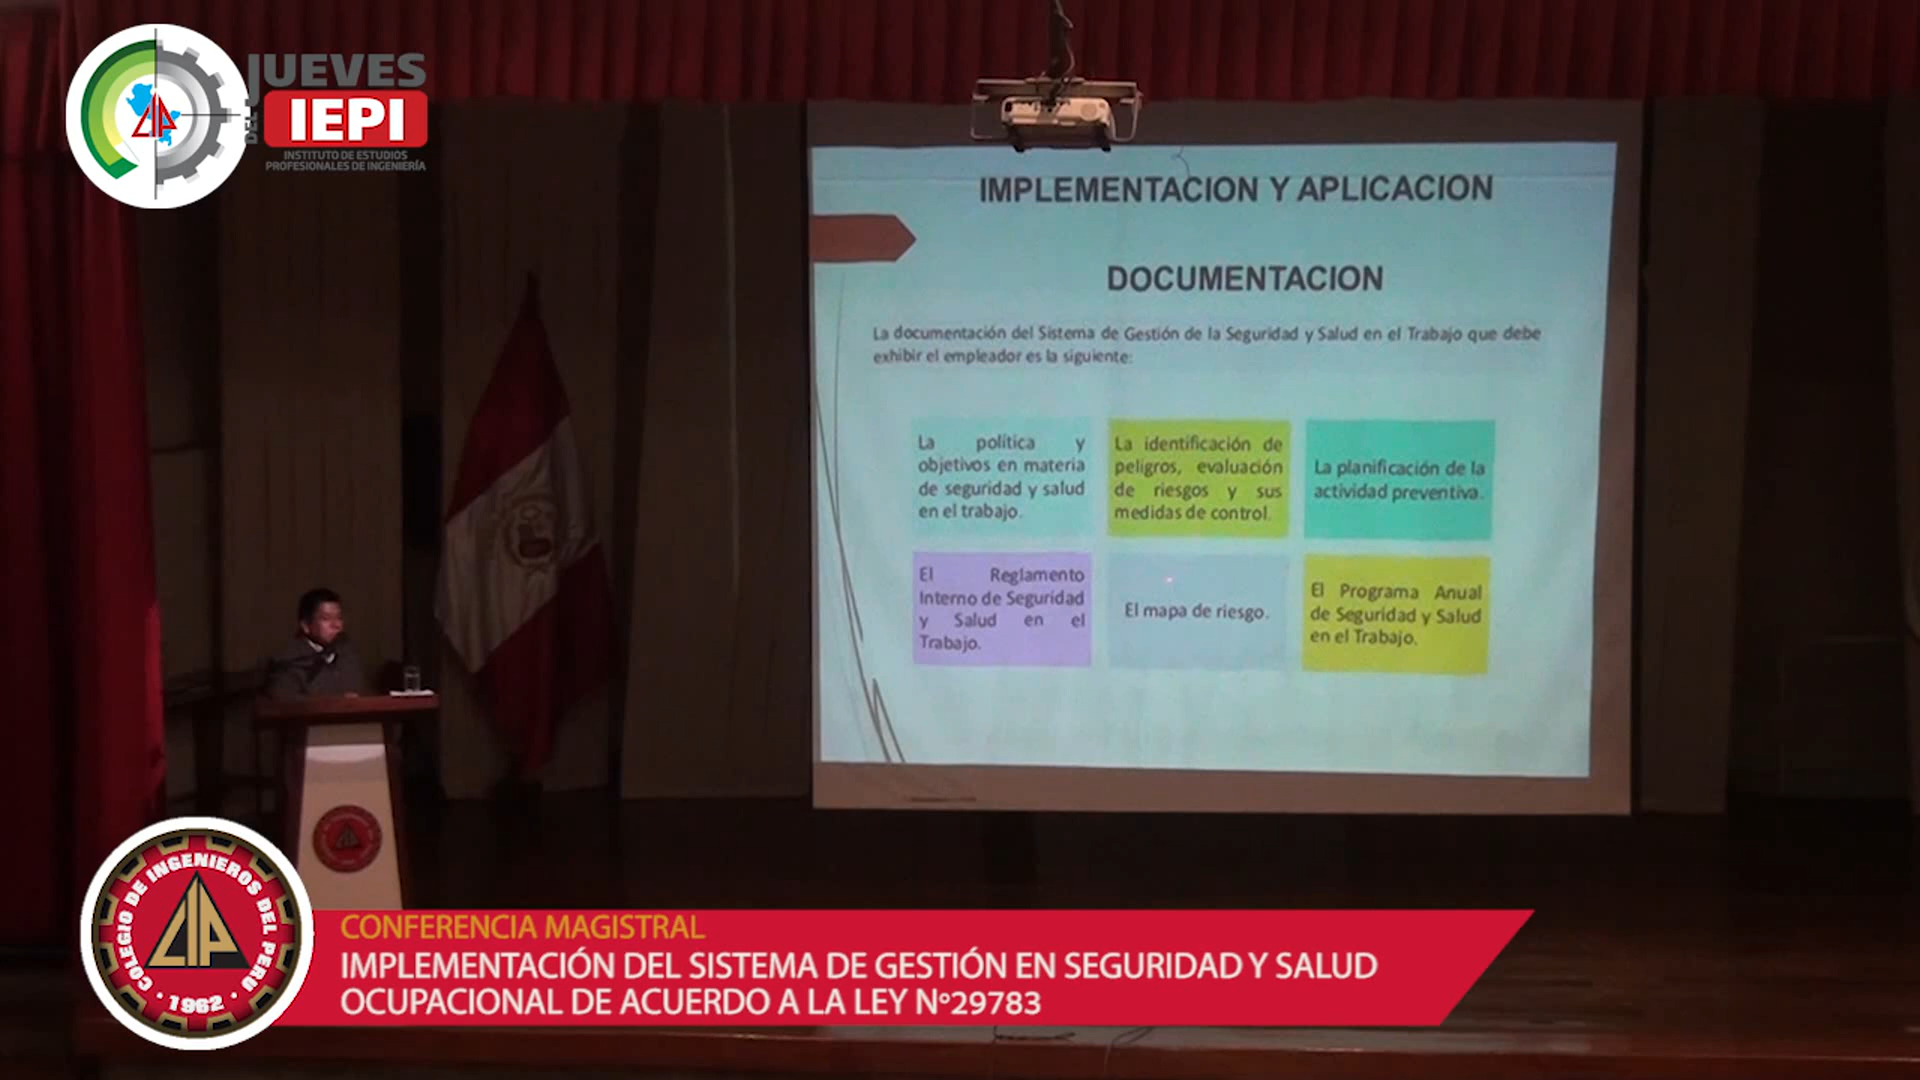 JUEVES
DEL
IEPI
INSTITUTO DE ESTUDIOS
PROFESIONALES DE INGENIERÍA
IMPLEMENTACION Y APLICACION
DOCUMENTACION
La documentación del Sistema de Gestión de la Seguridad y Salud en el Trabajo que debe
exhibir el empleador es la siguiente:
La política y
objetivos en materia
de seguridad y salud
en el trabajo.
La identificación de
peligros, evaluación
de riesgos y sus
medidas de control.
La planificación de la
actividad preventiva.
El Reglamento
Interno de Seguridad
y Salud en el
Trabajo.
El mapa de riesgo.
El Programa Anual
de Seguridad y Salud
en el Trabajo.
COLEGIO DE INGENIEROS DEL PERU
CIP
· 1962 ·
CONFERENCIA MAGISTRAL
IMPLEMENTACIÓN DEL SISTEMA DE GESTIÓN EN SEGURIDAD Y SALUD
OCUPACIONAL DE ACUERDO A LA LEY N°29783